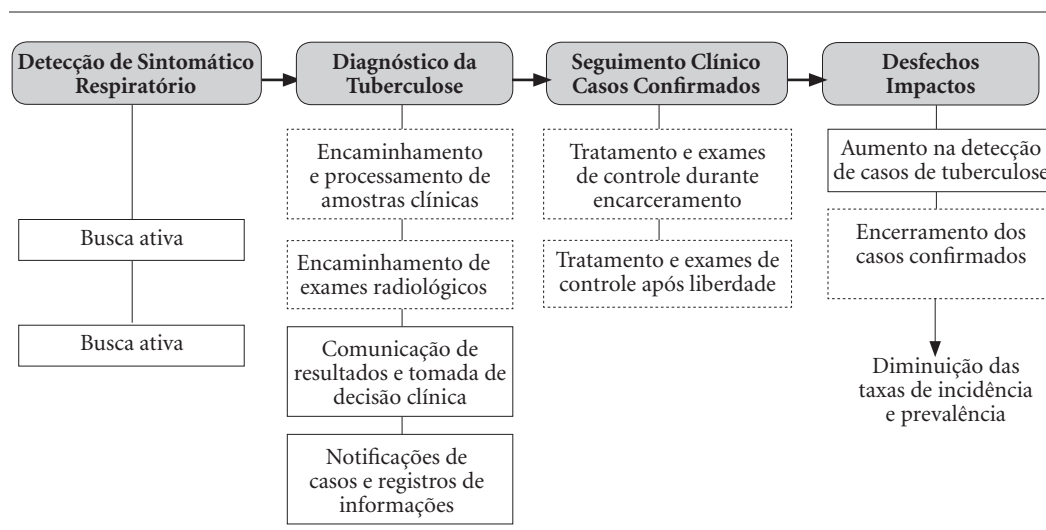 Detecção de Sintomático
Respiratório
Diagnóstico da
Tuberculose
Seguimento Clínico
Casos Confirmados
Desfechos
Impactos
Busca ativa
Busca ativa
Encaminhamento
e processamento de
amostras clínicas
Encaminhamento de
exames radiológicos
Comunicação de
resultados e tomada de
decisão clínica
Notificações de
casos e registros de
informações
Tratamento e exames
de controle durante
encarceramento
Tratamento e exames de
controle após liberdade
Aumento na detecção
de casos de tuberculose
Encerramento dos
casos confirmados
Diminuição das
taxas de incidência
e prevalência